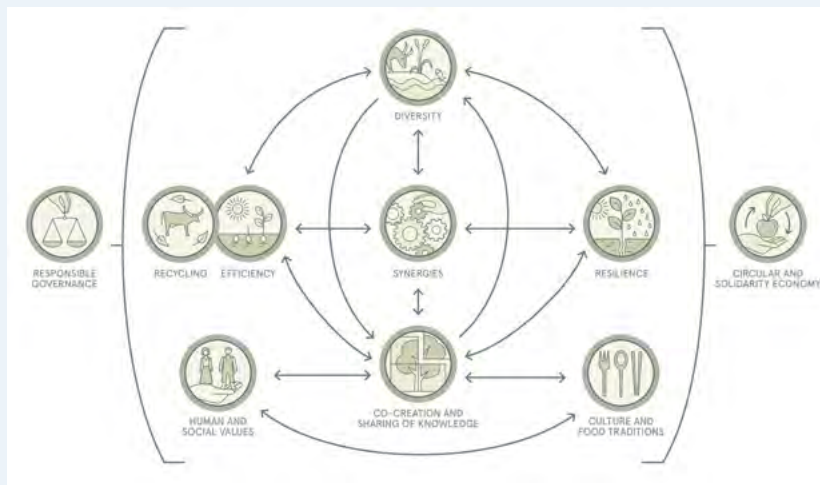 DIVERSITY
RESPONSIBLE
GOVERNANCE
RECYCLING
EFFICIENCY
SYNERGIES
RESILIENCE
CIRCULAR AND
SOLIDARITY ECONOMY
HUMAN AND
SOCIAL VALUES
CO-CREATION AND
SHARING OF KNOWLEDGE
CULTURE AND
FOOD TRADITIONS